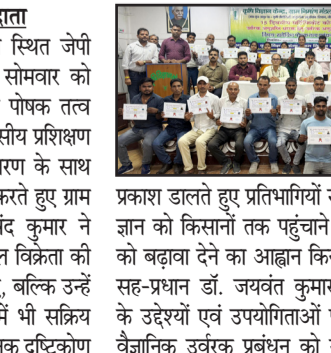 दाता
स्थित जेपी
सोमवार को
पोषक तत्व
सीय प्रशिक्षण
रण के साथ
करते हुए ग्राम
नंद कुमार ने
ल विक्रेता की
, बल्कि उन्हें
में भी सक्रिय
नक दृष्टिकोण
प्रकाश डालते हुए प्रतिभागियों
ज्ञान को किसानों तक पहुंचाने
को बढ़ावा देने का आह्वान
सह-प्रधान डॉ. जयवंत कुमार
के उद्देश्यों एवं उपयोगिताओं
वैज्ञानिक उर्वरक प्रबंधन को